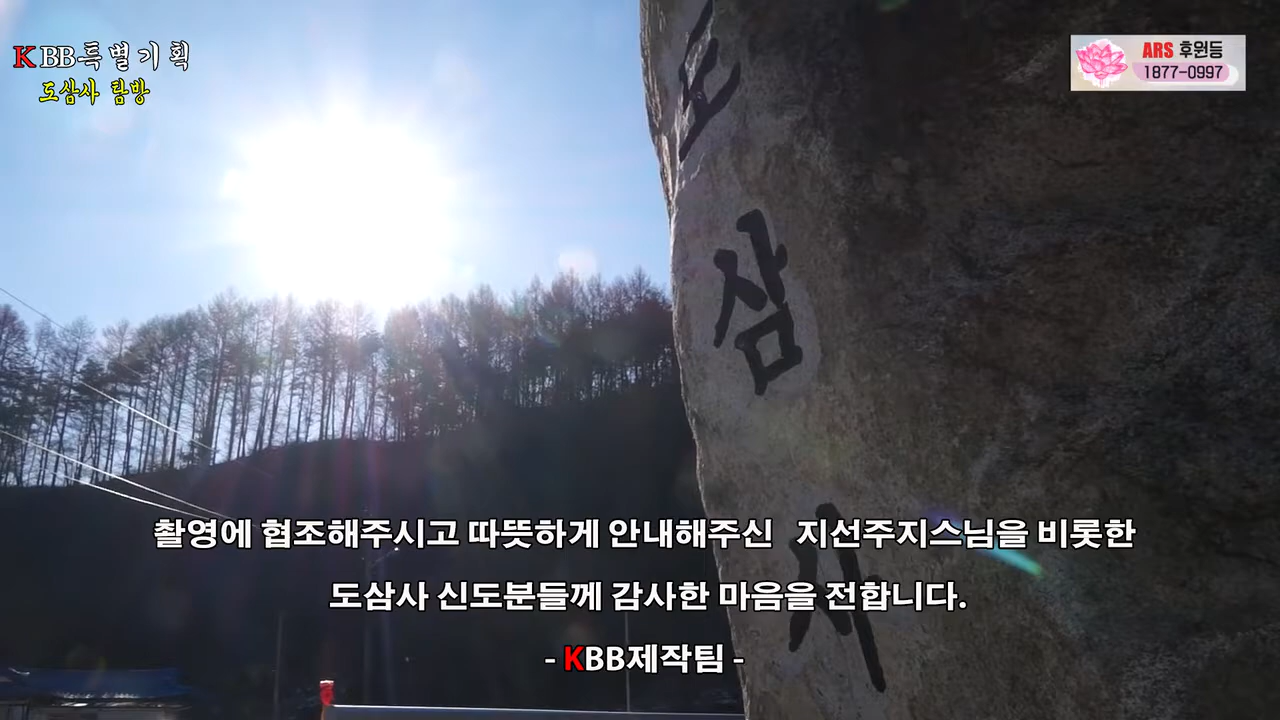 KBB특별기획
도삼사 탐방
ARS 후원등
1877-0997
도
삼
사
촬영에 협조해주시고 따뜻하게 안내해주신 지선주지스님을 비롯한
도삼사 신도분들께 감사한 마음을 전합니다.
- KBB제작팀 -